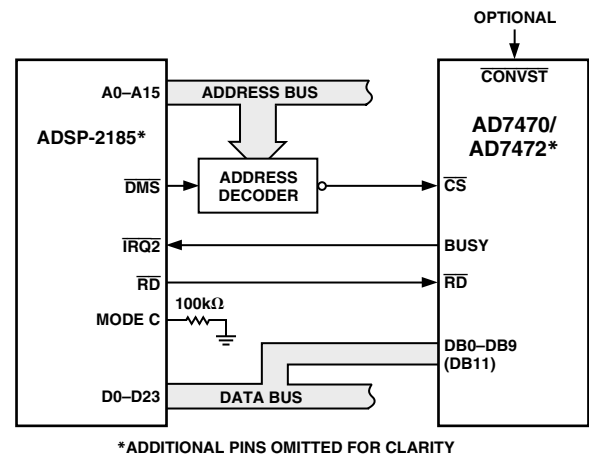 OPTIONAL
CONVST
A0–A15
ADDRESS BUS
ADSP-2185*
AD7470/
AD7472*
DMS
ADDRESS
DECODER
CS
IRQ2
BUSY
RD
RD
MODE C
100kΩ
DB0–DB9
(DB11)
D0–D23
DATA BUS
*ADDITIONAL PINS OMITTED FOR CLARITY